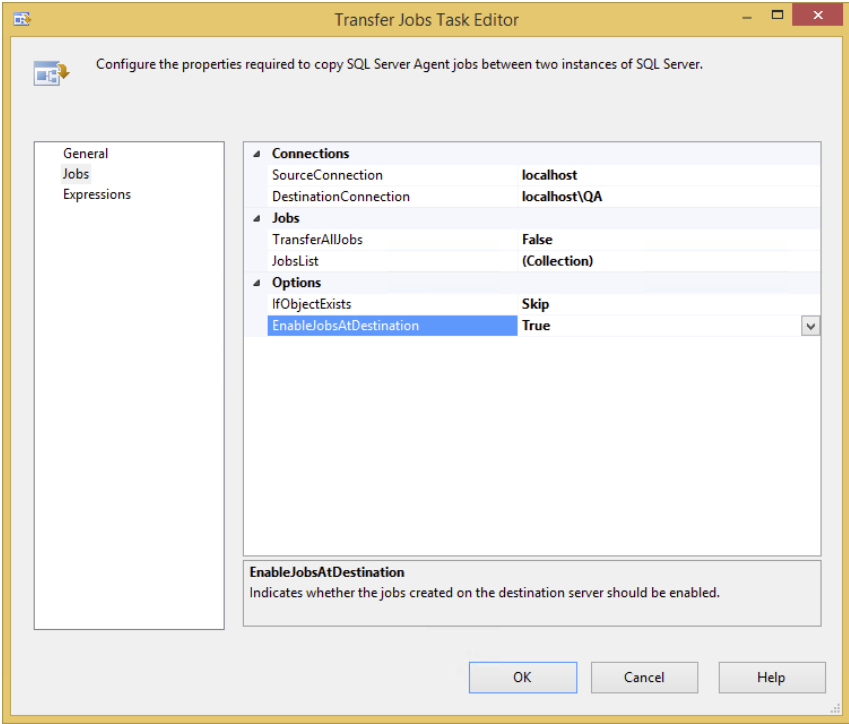 Transfer Jobs Task Editor
Configure the properties required to copy SQL Server Agent jobs between two instances of SQL Server.
General
Jobs
Expressions
Connections
SourceConnection localhost
DestinationConnection localhost\QA
Jobs
TransferAllJobs False
JobsList (Collection)
Options
IfObjectExists Skip
EnableJobsAtDestination True
EnableJobsAtDestination
Indicates whether the jobs created on the destination server should be enabled.
OK Cancel Help